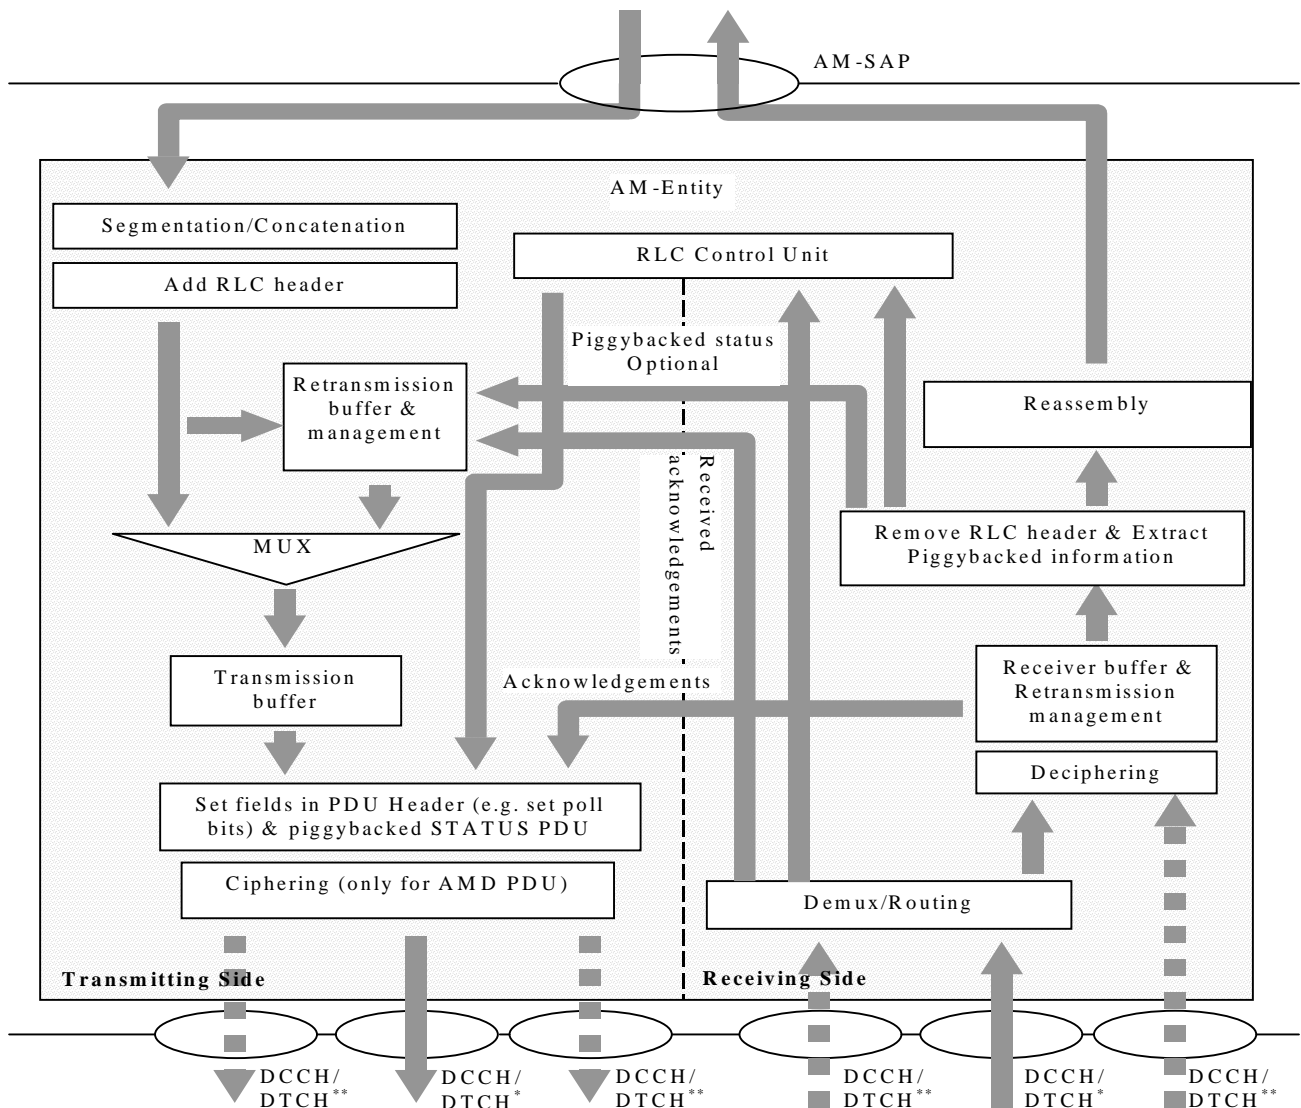 AM-SAP
AM-Entity
Segmentation/Concatenation
RLC Control Unit
Add RLC header
Piggybacked status
Optional
Retransmission
buffer &
management
Reassembly
Received
acknowledgements
MUX
Remove RLC header & Extract
Piggybacked information
Transmission
buffer
Acknowledgements
Receiver buffer &
Retransmission
management
Deciphering
Set fields in PDU Header (e.g. set poll
bits) & piggybacked STATUS PDU
Ciphering (only for AMD PDU)
Demux/Routing
Transmitting Side
Receiving Side
DCCH/
DTCH**
DCCH/
DTCH*
DCCH/
DTCH**
DCCH/
DTCH**
DCCH/
DTCH*
DCCH/
DTCH**